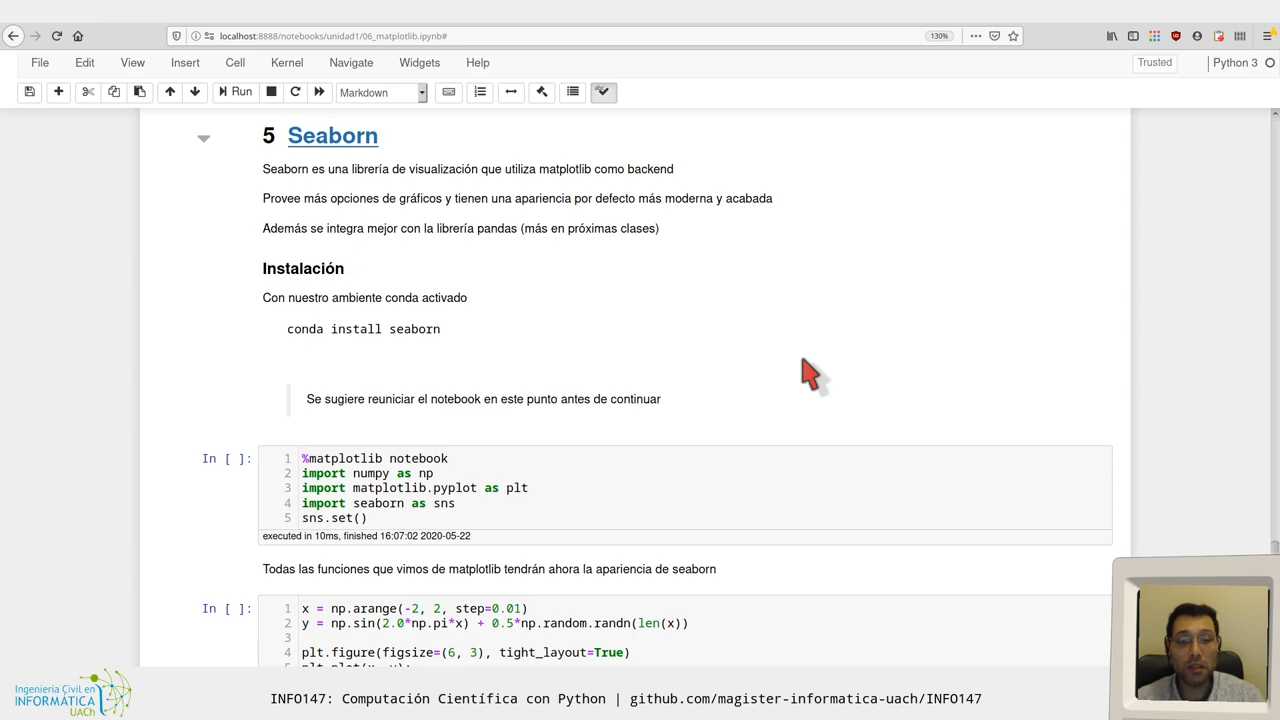 localhost:8888/notebooks/unidad1/06_matplotlib.ipynb#
130%
File Edit View Insert Cell Kernel Navigate Widgets Help
Trusted
Python 3
Run
Markdown
5 Seaborn
Seaborn es una librería de visualización que utiliza matplotlib como backend
Provee más opciones de gráficos y tienen una apariencia por defecto más moderna y acabada
Además se integra mejor con la librería pandas (más en próximas clases)
Instalación
Con nuestro ambiente conda activado
conda install seaborn
Se sugiere reuniciar el notebook en este punto antes de continuar
In [ ]:
1 %matplotlib notebook
2 import numpy as np
3 import matplotlib.pyplot as plt
4 import seaborn as sns
5 sns.set()
executed in 10ms, finished 16:07:02 2020-05-22
Todas las funciones que vimos de matplotlib tendrán ahora la apariencia de seaborn
In [ ]:
1 x = np.arange(-2, 2, step=0.01)
2 y = np.sin(2.0*np.pi*x) + 0.5*np.random.randn(len(x))
3
4 plt.figure(figsize=(6, 3), tight_layout=True)
Ingeniería Civil en
INFORMÁTICA
UACh
INFO147: Computación Científica con Python | github.com/magister-informatica-uach/INFO147